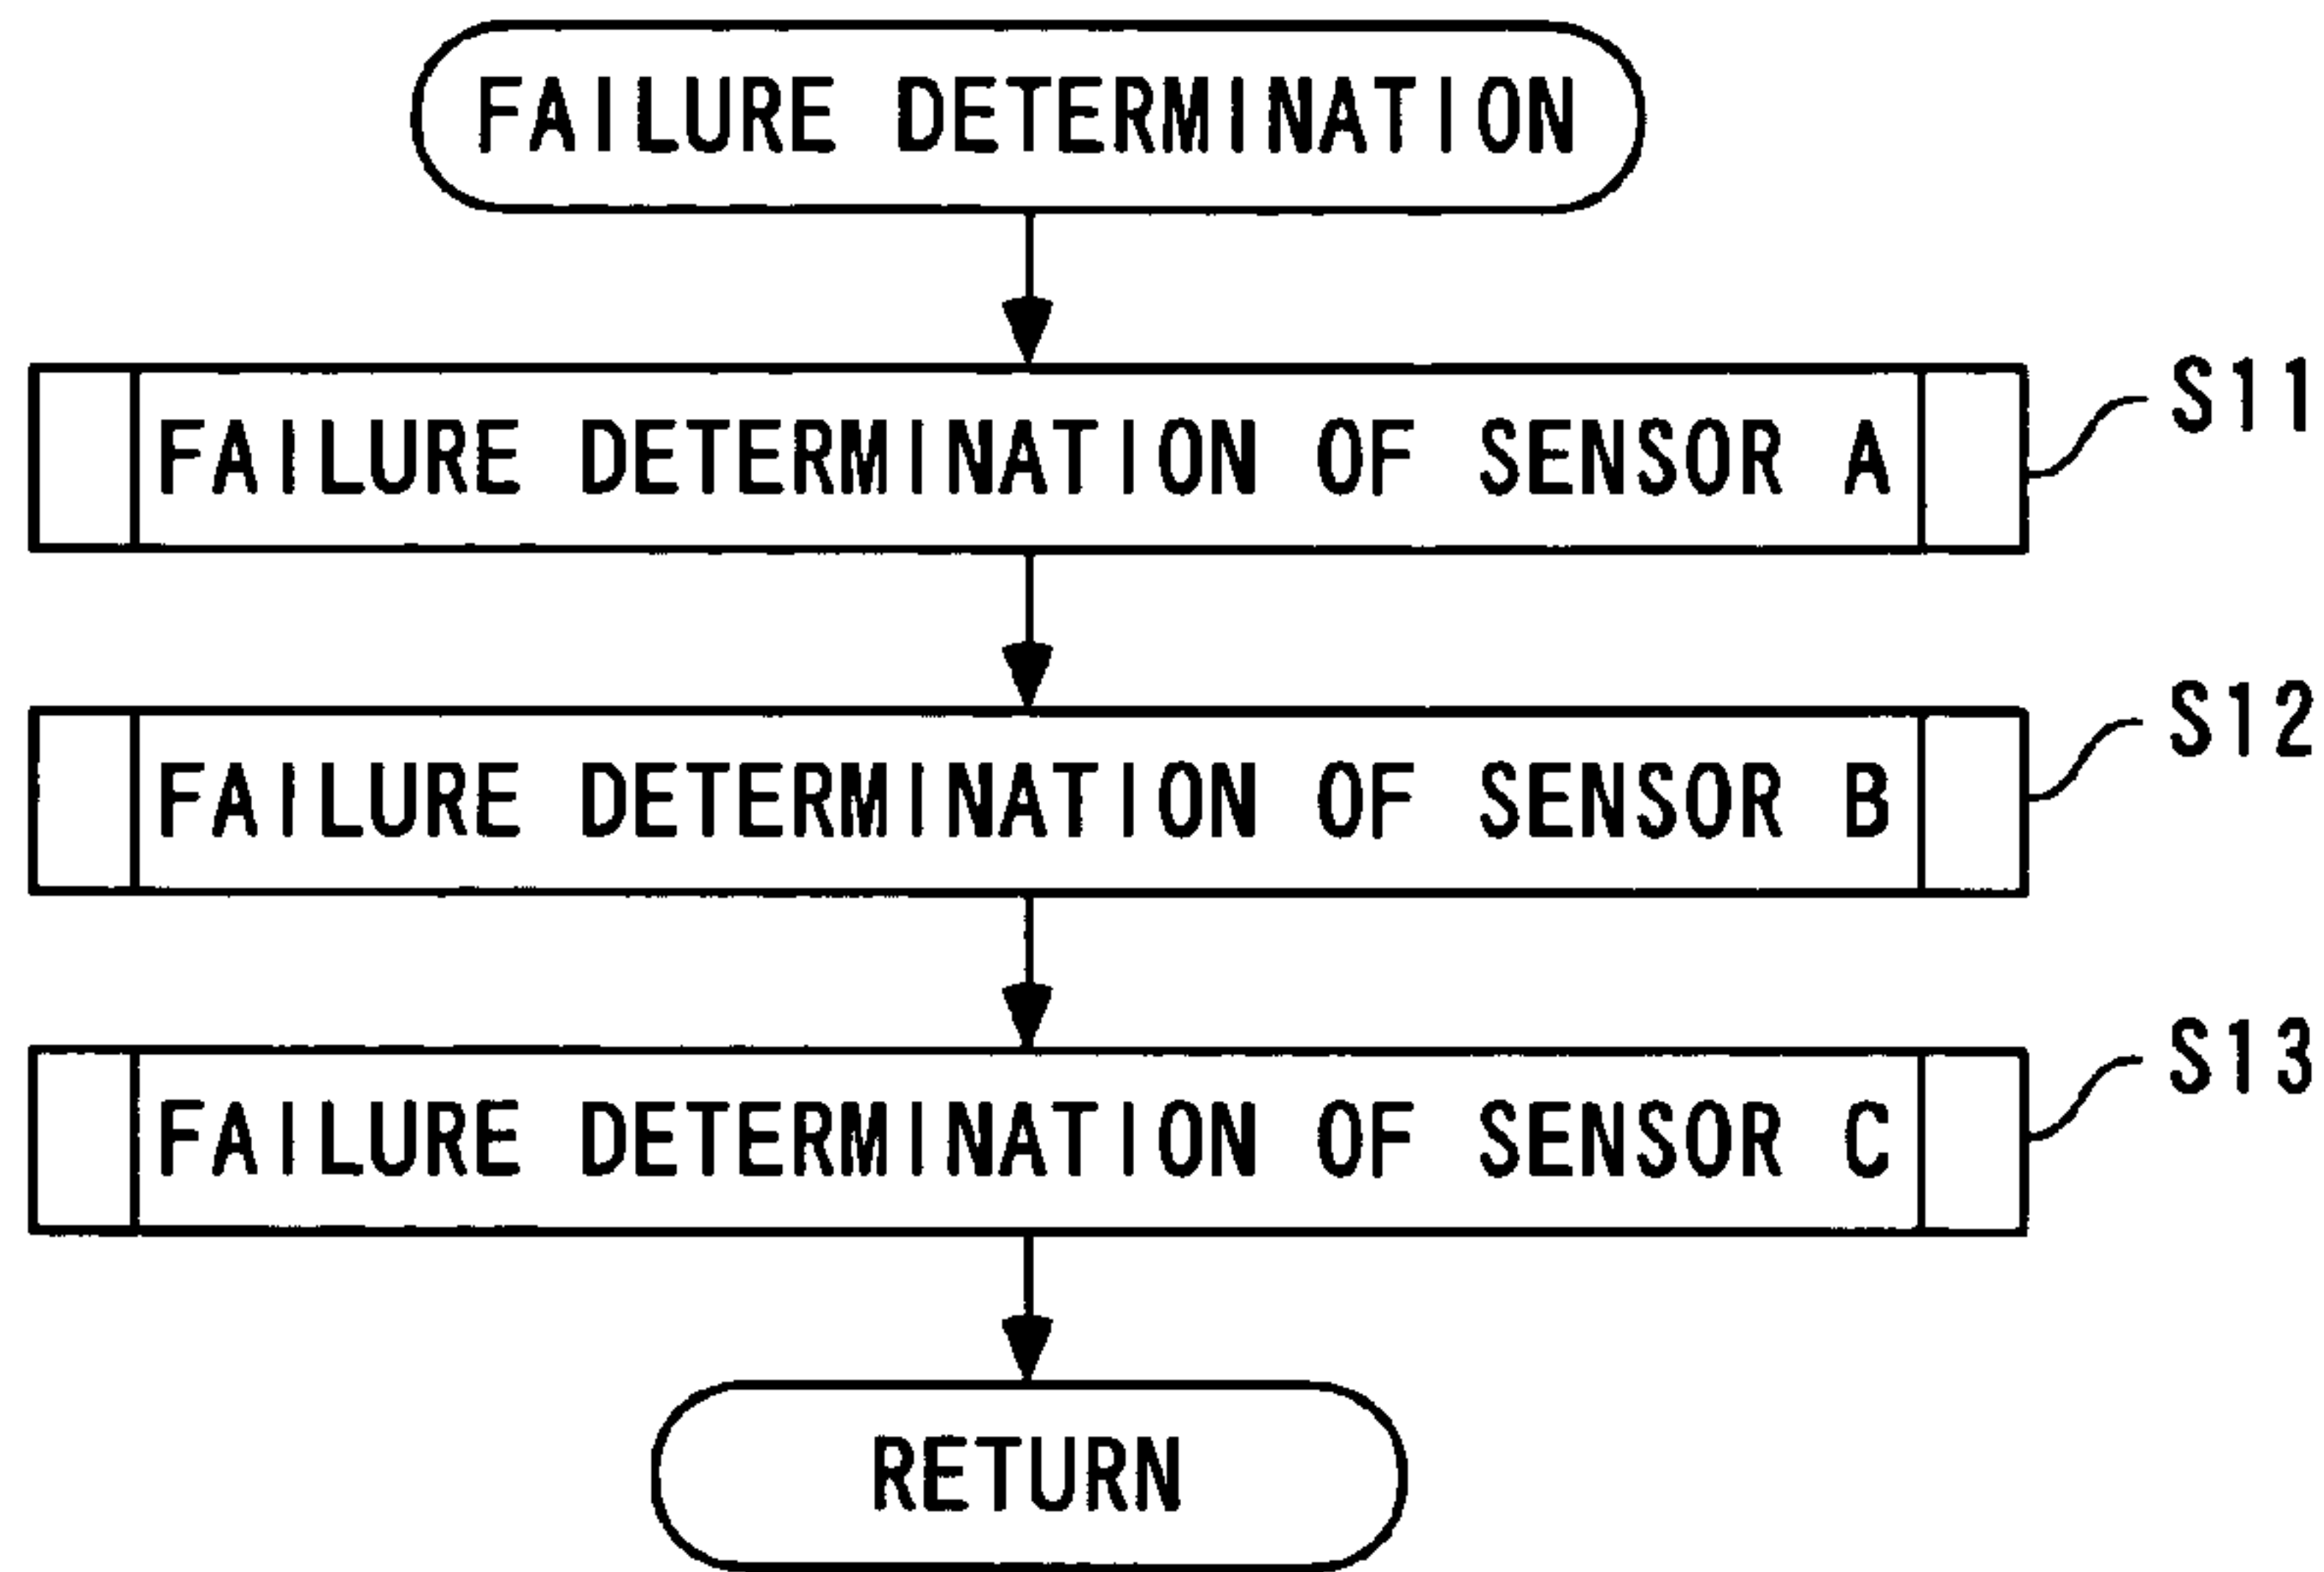 FAILURE DETERMINATION
FAILURE DETERMINATION OF SENSOR A
S11
FAILURE DETERMINATION OF SENSOR B
S12
FAILURE DETERMINATION OF SENSOR C
S13
RETURN